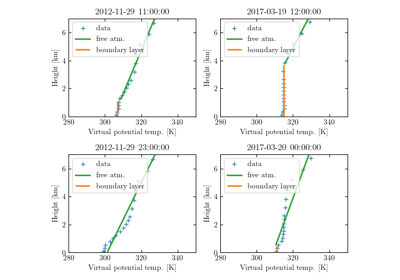 2012-11-29 11:00:00
2017-03-19 12:00:00
Height [km]
6
4
2
0
data
free atm.
boundary layer
280 300 320 340
Virtual potential temp. [K]
Height [km]
6
4
2
0
data
free atm.
boundary layer
280 300 320 340
Virtual potential temp. [K]
2012-11-29 23:00:00
2017-03-20 00:00:00
Height [km]
6
4
2
0
data
free atm.
boundary layer
280 300 320 340
Virtual potential temp. [K]
Height [km]
6
4
2
0
data
free atm.
boundary layer
280 300 320 340
Virtual potential temp. [K]